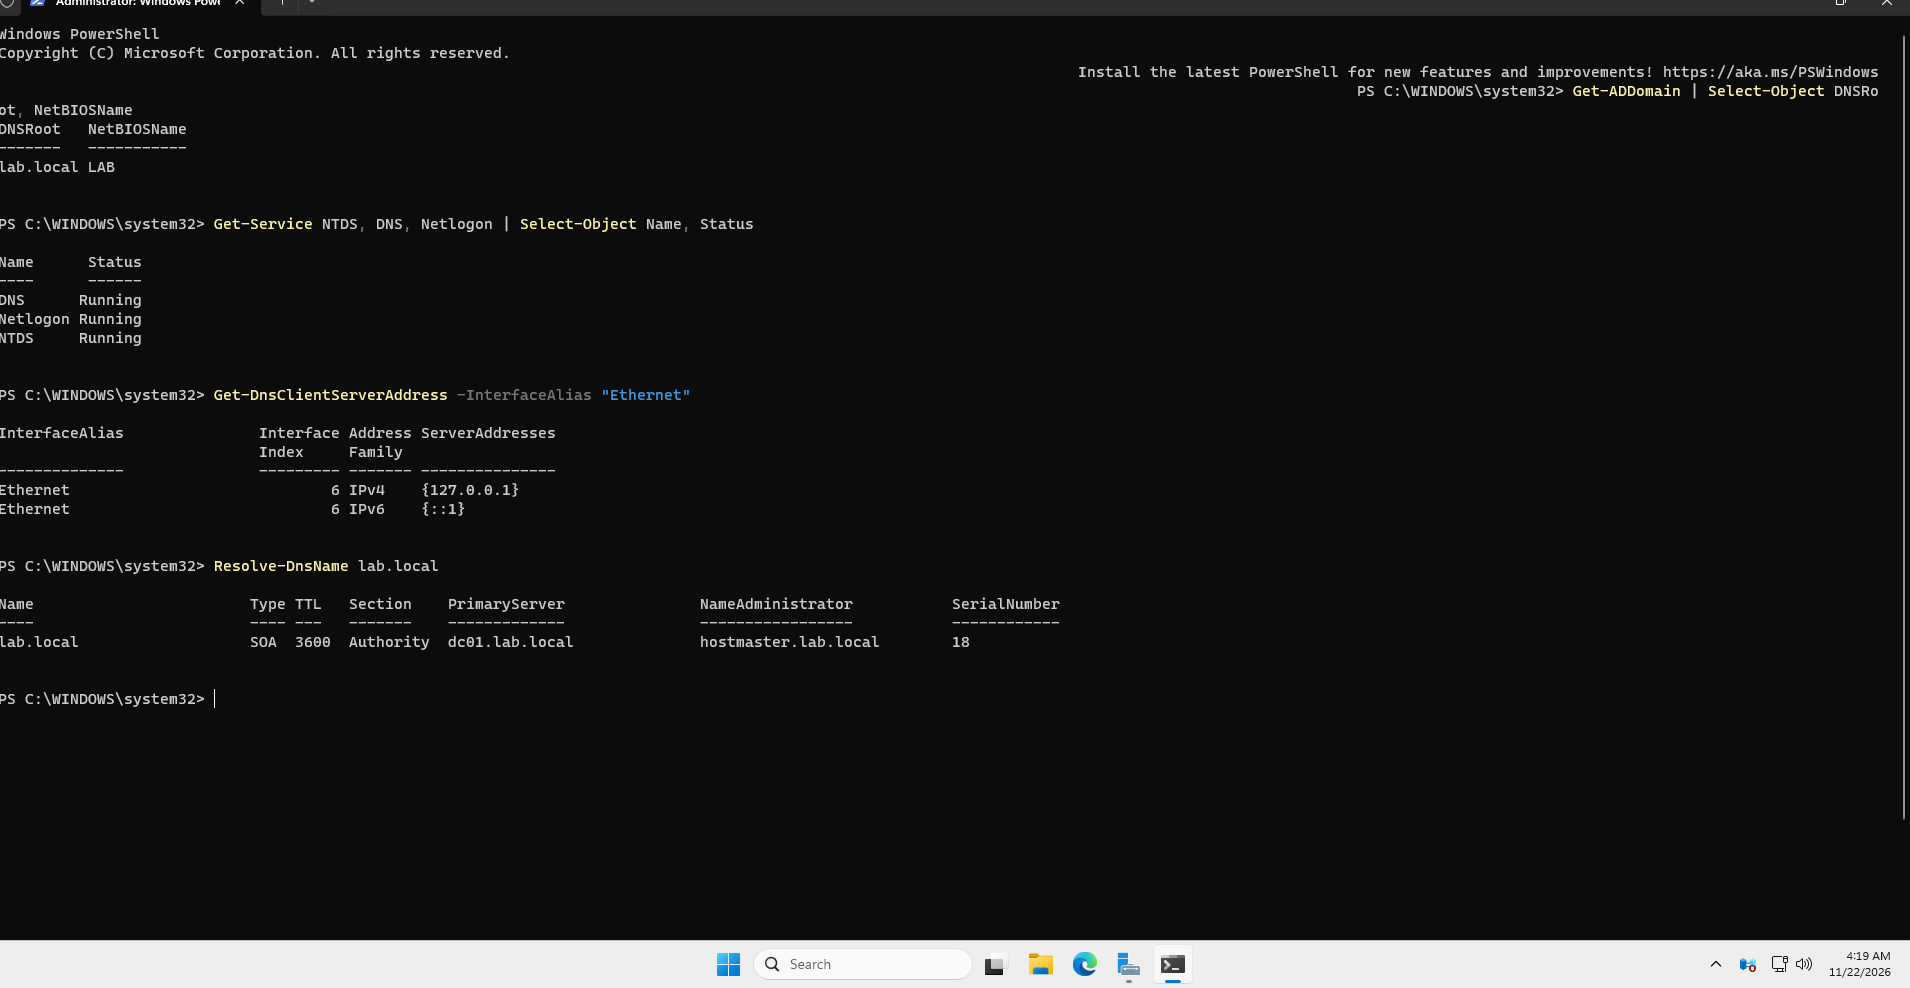 Administrator: Windows Powe
Windows PowerShell
Copyright (C) Microsoft Corporation. All rights reserved.
Install the latest PowerShell for new features and improvements! https://aka.ms/PSWindows
PS C:\WINDOWS\system32> Get-ADDomain | Select-Object DNSRo
ot, NetBIOSName
DNSRoot   NetBIOSName
-------   -----------
lab.local LAB
PS C:\WINDOWS\system32> Get-Service NTDS, DNS, Netlogon | Select-Object Name, Status
Name      Status
----      ------
DNS      Running
Netlogon Running
NTDS     Running
PS C:\WINDOWS\system32> Get-DnsClientServerAddress -InterfaceAlias "Ethernet"
InterfaceAlias               Interface Address ServerAddresses
                             Index     Family
--------------               --------- ------- ---------------
Ethernet                             6 IPv4    {127.0.0.1}
Ethernet                             6 IPv6    {::1}
PS C:\WINDOWS\system32> Resolve-DnsName lab.local
Name                        Type TTL   Section    PrimaryServer               NameAdministrator           SerialNumber
----                        ---- ---   -------    -------------               -----------------           ------------
lab.local                   SOA  3600  Authority  dc01.lab.local              hostmaster.lab.local        18
PS C:\WINDOWS\system32>
Search
4:19 AM
11/22/2026